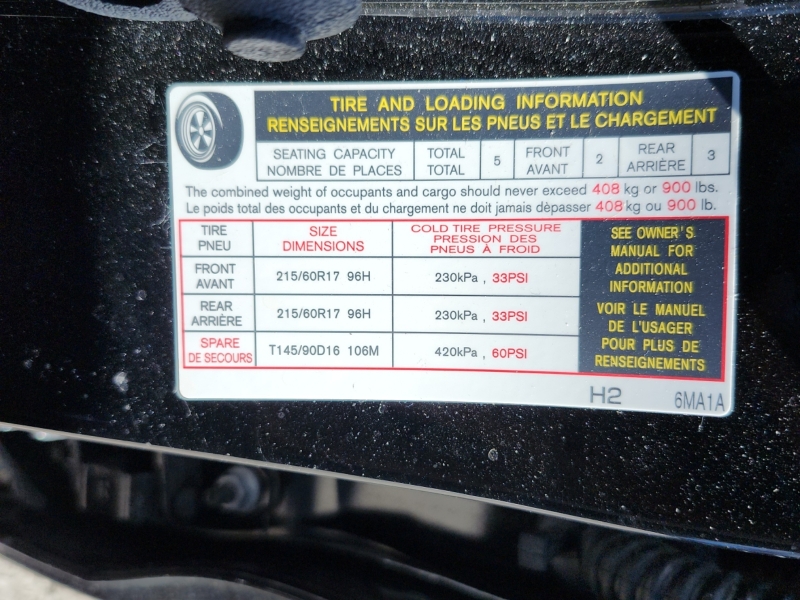 TIRE AND LOADING INFORMATION
RENSEIGNEMENTS SUR LES PNEUS ET LE CHARGEMENT
SEATING CAPACITY
NOMBRE DE PLACES
TOTAL
TOTAL
5
FRONT
AVANT
2
REAR
ARRIÈRE
3
The combined weight of occupants and cargo should never exceed 408 kg or 900 lbs.
Le poids total des occupants et du chargement ne doit jamais dépasser 408 kg ou 900 lb.
TIRE
PNEU
SIZE
DIMENSIONS
COLD TIRE PRESSURE
PRESSION DES
PNEUS À FROID
SEE OWNER'S
MANUAL FOR
ADDITIONAL
INFORMATION
VOIR LE MANUEL
DE L'USAGER
POUR PLUS DE
RENSEIGNEMENTS
FRONT
AVANT
215/60R17 96H
230kPa , 33PSI
REAR
ARRIÈRE
215/60R17 96H
230kPa , 33PSI
SPARE
DE SECOURS
T145/90D16 106M
420kPa , 60PSI
H2
6MA1A